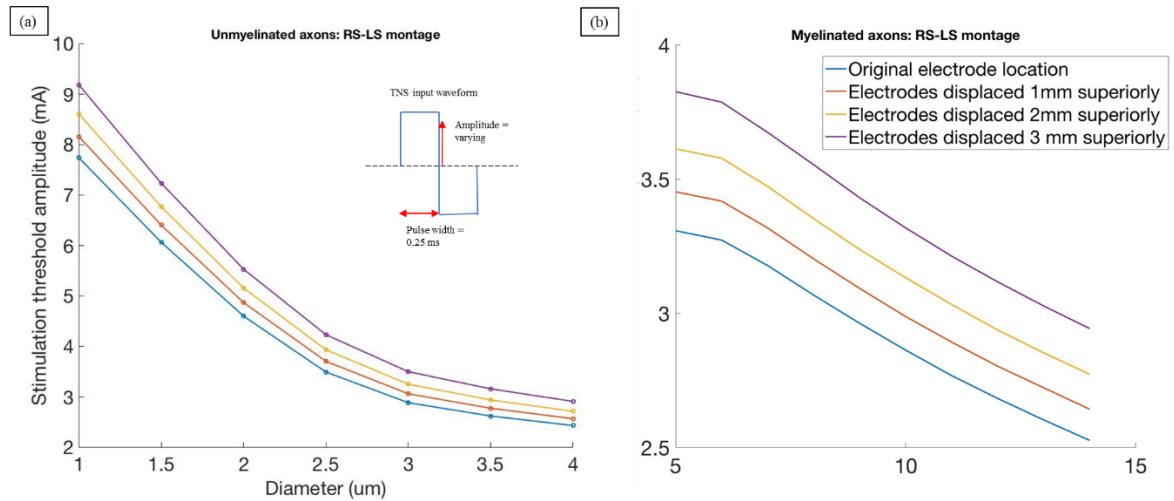 (a)
Unmyelinated axons: RS-LS montage
10
9
8
7
6
5
4
3
2
Stimulation threshold amplitude (mA)
TNS input waveform
Amplitude =
varying
Pulse width =
0.25 ms
1
1.5
2
2.5
3
3.5
4
Diameter (um)
(b)
Myelinated axons: RS-LS montage
4
3.5
3
2.5
Original electrode location
Electrodes displaced 1mm superiorly
Electrodes displaced 2mm superiorly
Electrodes displaced 3 mm superiorly
5
10
15